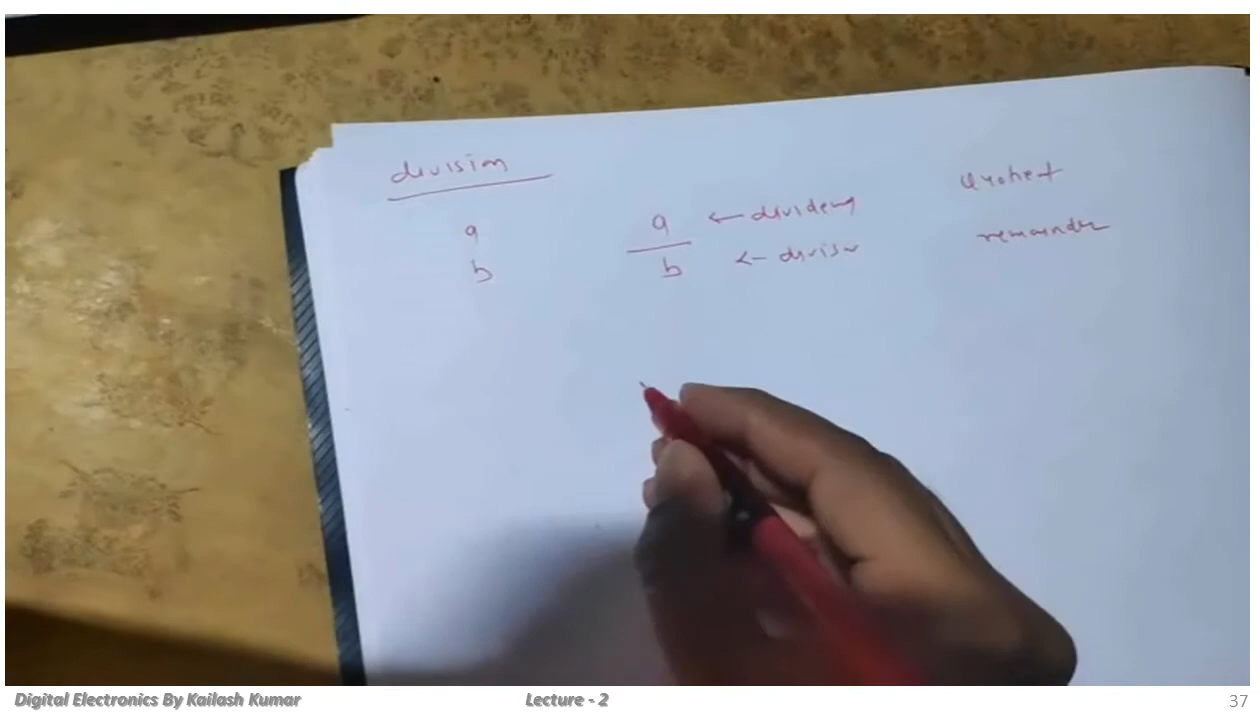 division
a
b
a ← dividend
b ← divisor
Quotient
remainder
Digital Electronics By Kailash Kumar
Lecture - 2
37